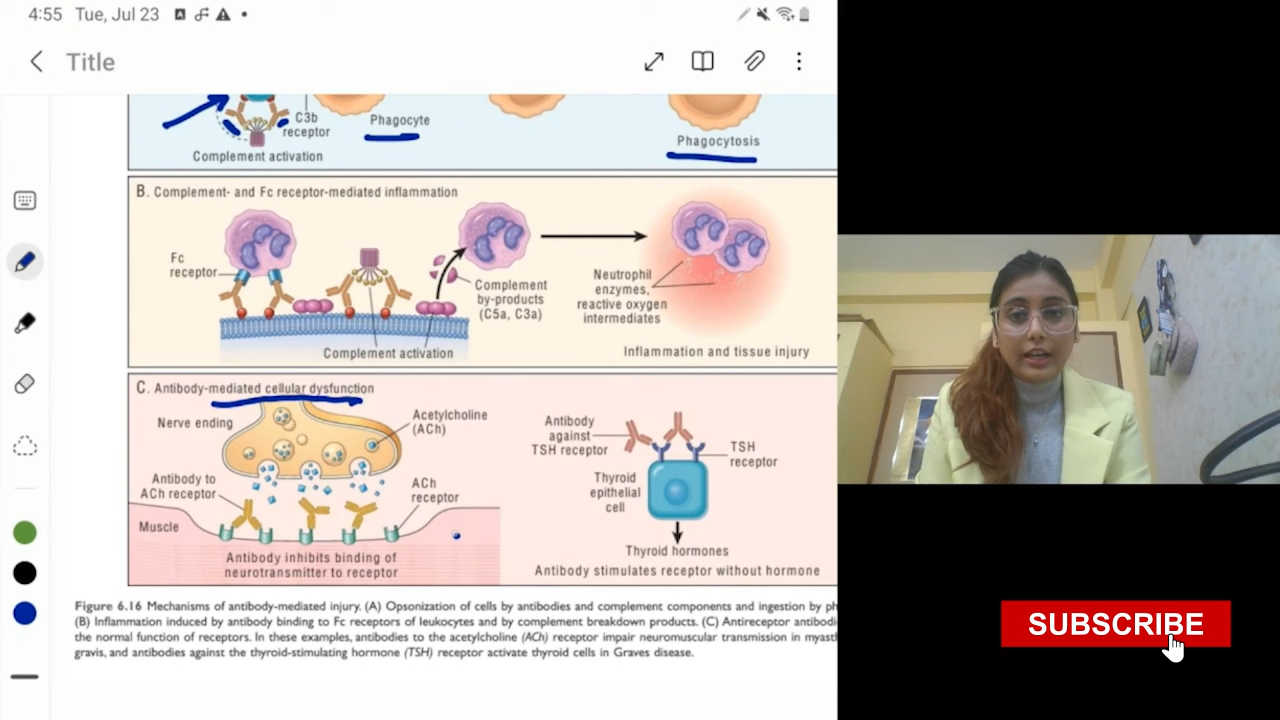 4:55 Tue, Jul 23
Title
C3b
receptor
Phagocyte
Phagocytosis
Complement activation
B. Complement- and Fc receptor-mediated inflammation
Fc
receptor
Complement
by-products
(C5a, C3a)
Neutrophil
enzymes,
reactive oxygen
intermediates
Complement activation
Inflammation and tissue injury
C. Antibody-mediated cellular dysfunction
Nerve ending
Acetylcholine
(ACh)
Antibody to
ACh receptor
ACh
receptor
Muscle
Antibody inhibits binding of
neurotransmitter to receptor
Antibody
against
TSH receptor
TSH
receptor
Thyroid
epithelial
cell
Thyroid hormones
Antibody stimulates receptor without hormone
Figure 6.16 Mechanisms of antibody-mediated injury. (A) Opsonization of cells by antibodies and complement components and ingestion by ph
(B) Inflammation induced by antibody binding to Fc receptors of leukocytes and by complement breakdown products. (C) Antireceptor antibodi
the normal function of receptors. In these examples, antibodies to the acetylcholine (ACh) receptor impair neuromuscular transmission in myasth
gravis, and antibodies against the thyroid-stimulating hormone (TSH) receptor activate thyroid cells in Graves disease.
SUBSCRIBE